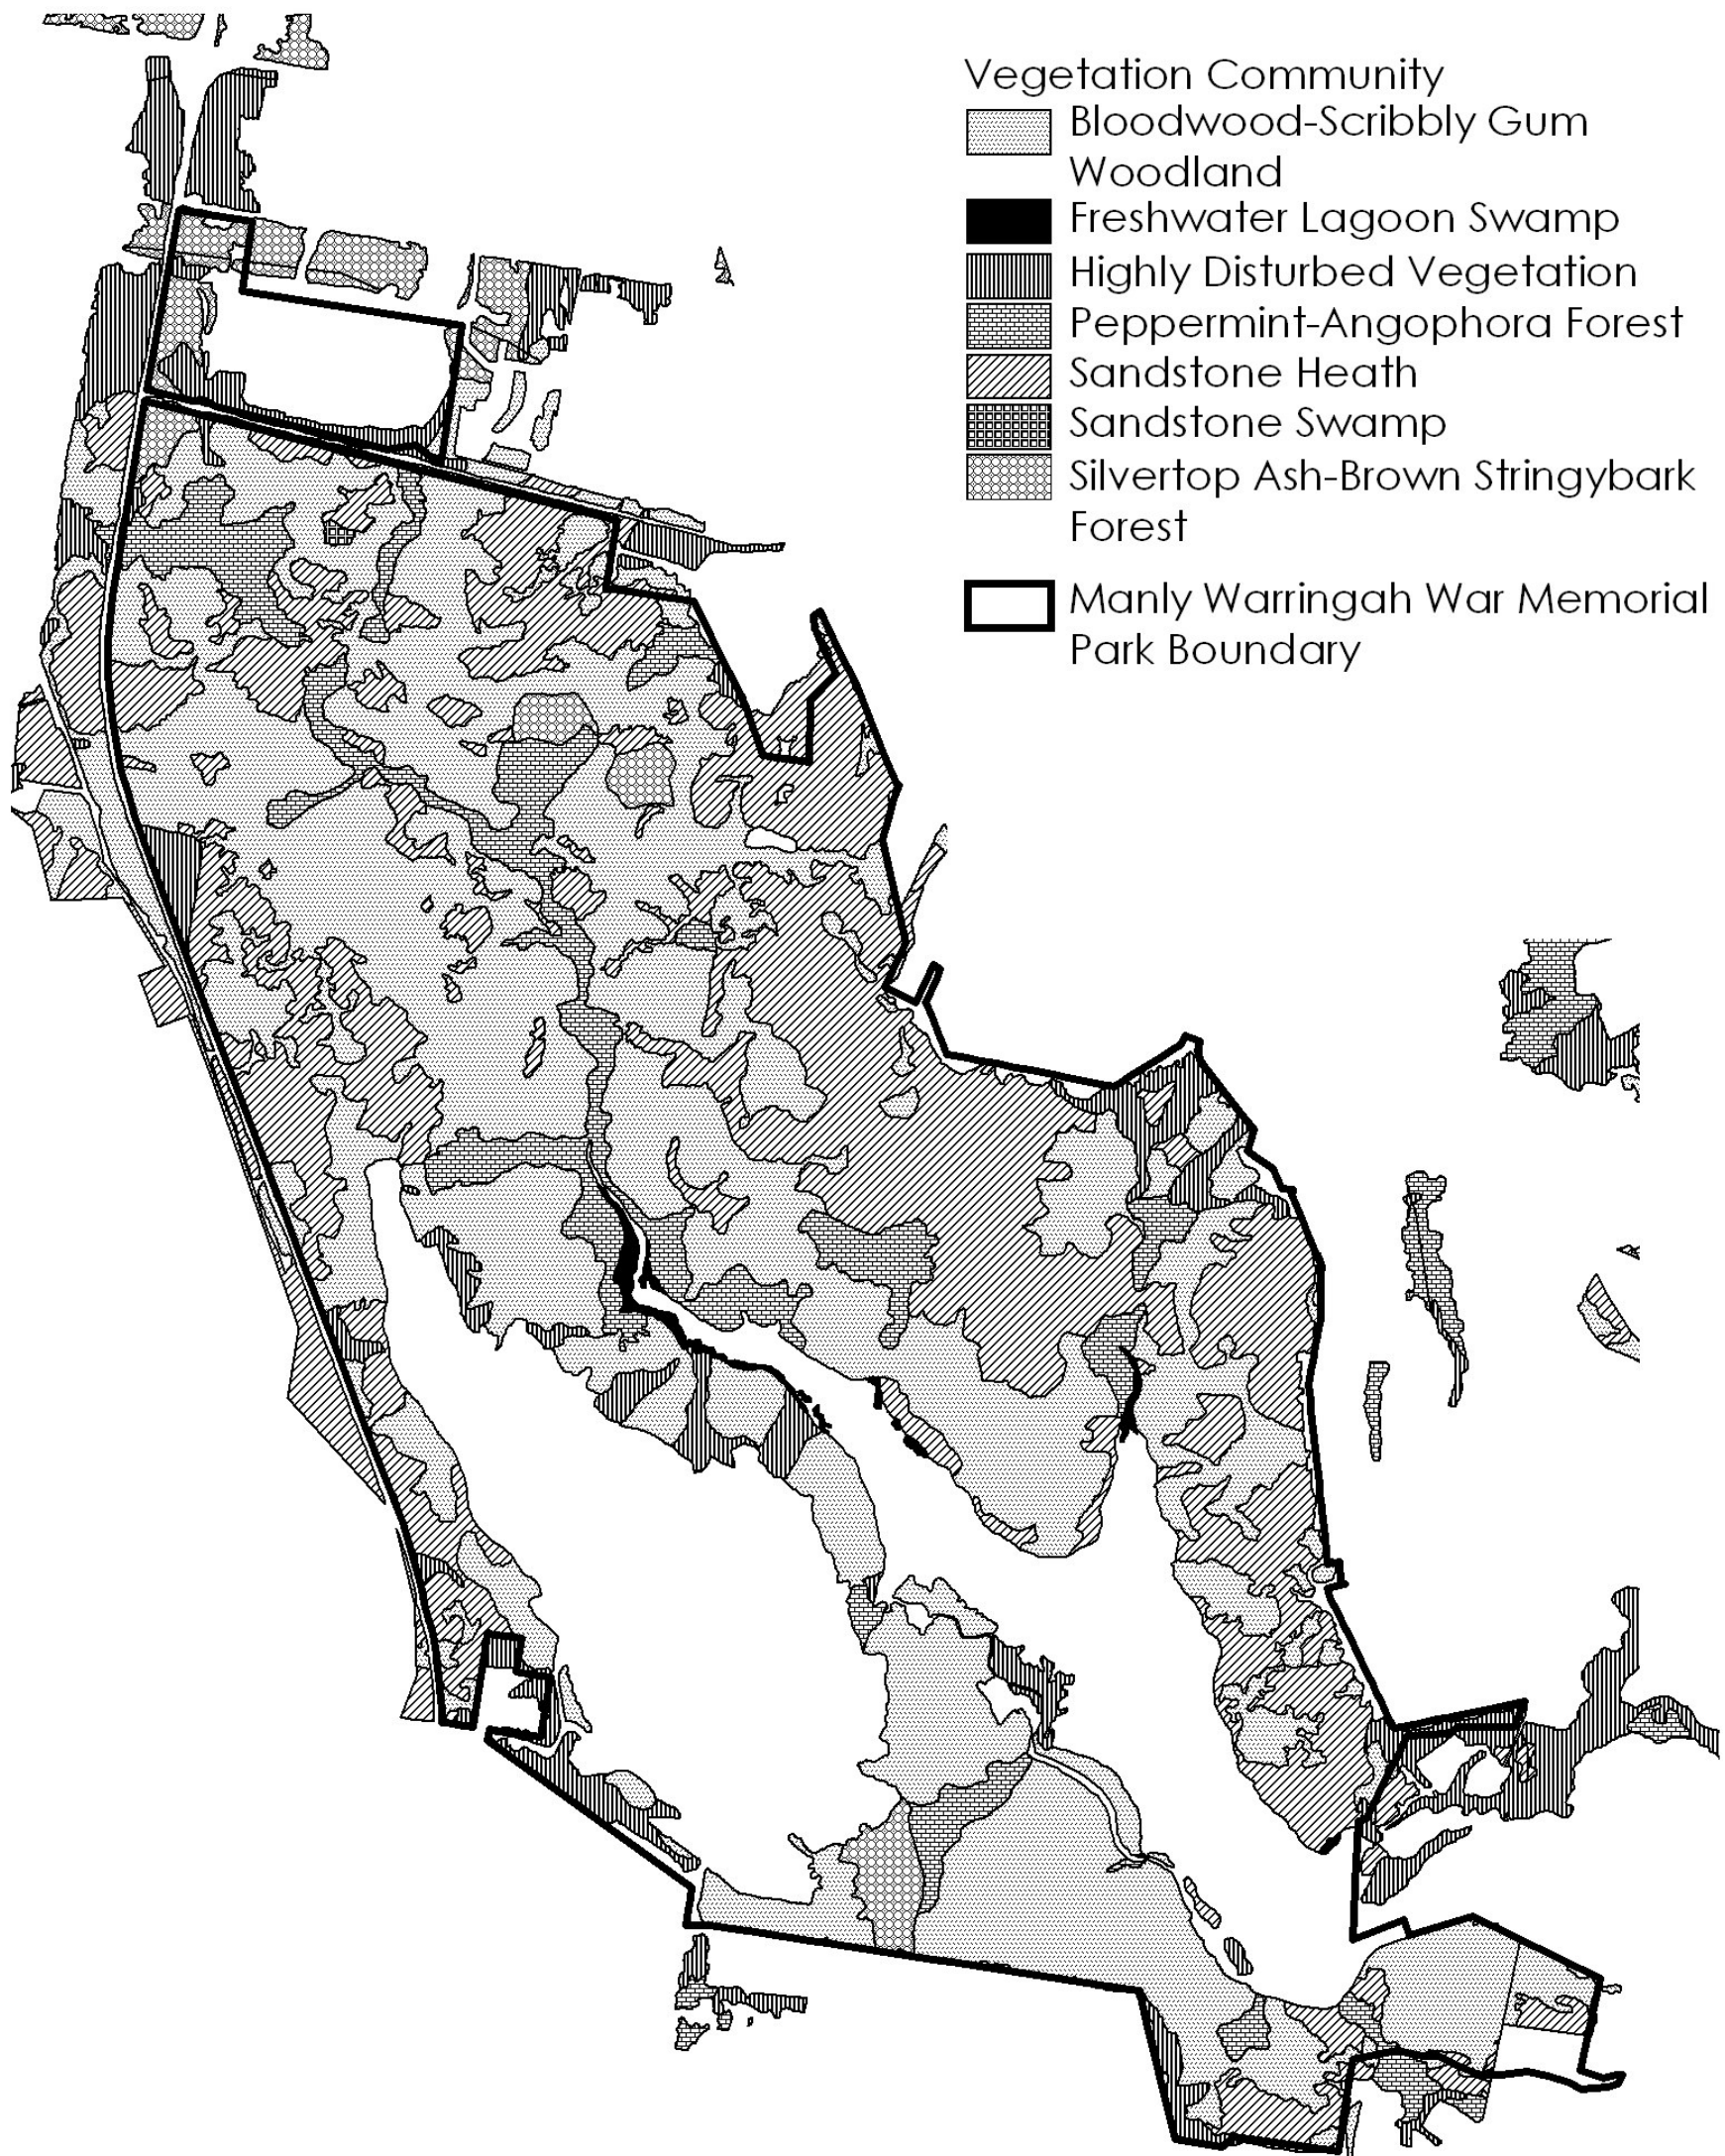 Vegetation Community
Bloodwood-Scribbly Gum
Woodland
Freshwater Lagoon Swamp
Highly Disturbed Vegetation
Peppermint-Angophora Forest
Sandstone Heath
Sandstone Swamp
Silvertop Ash-Brown Stringybark
Forest
Manly Warringah War Memorial
Park Boundary